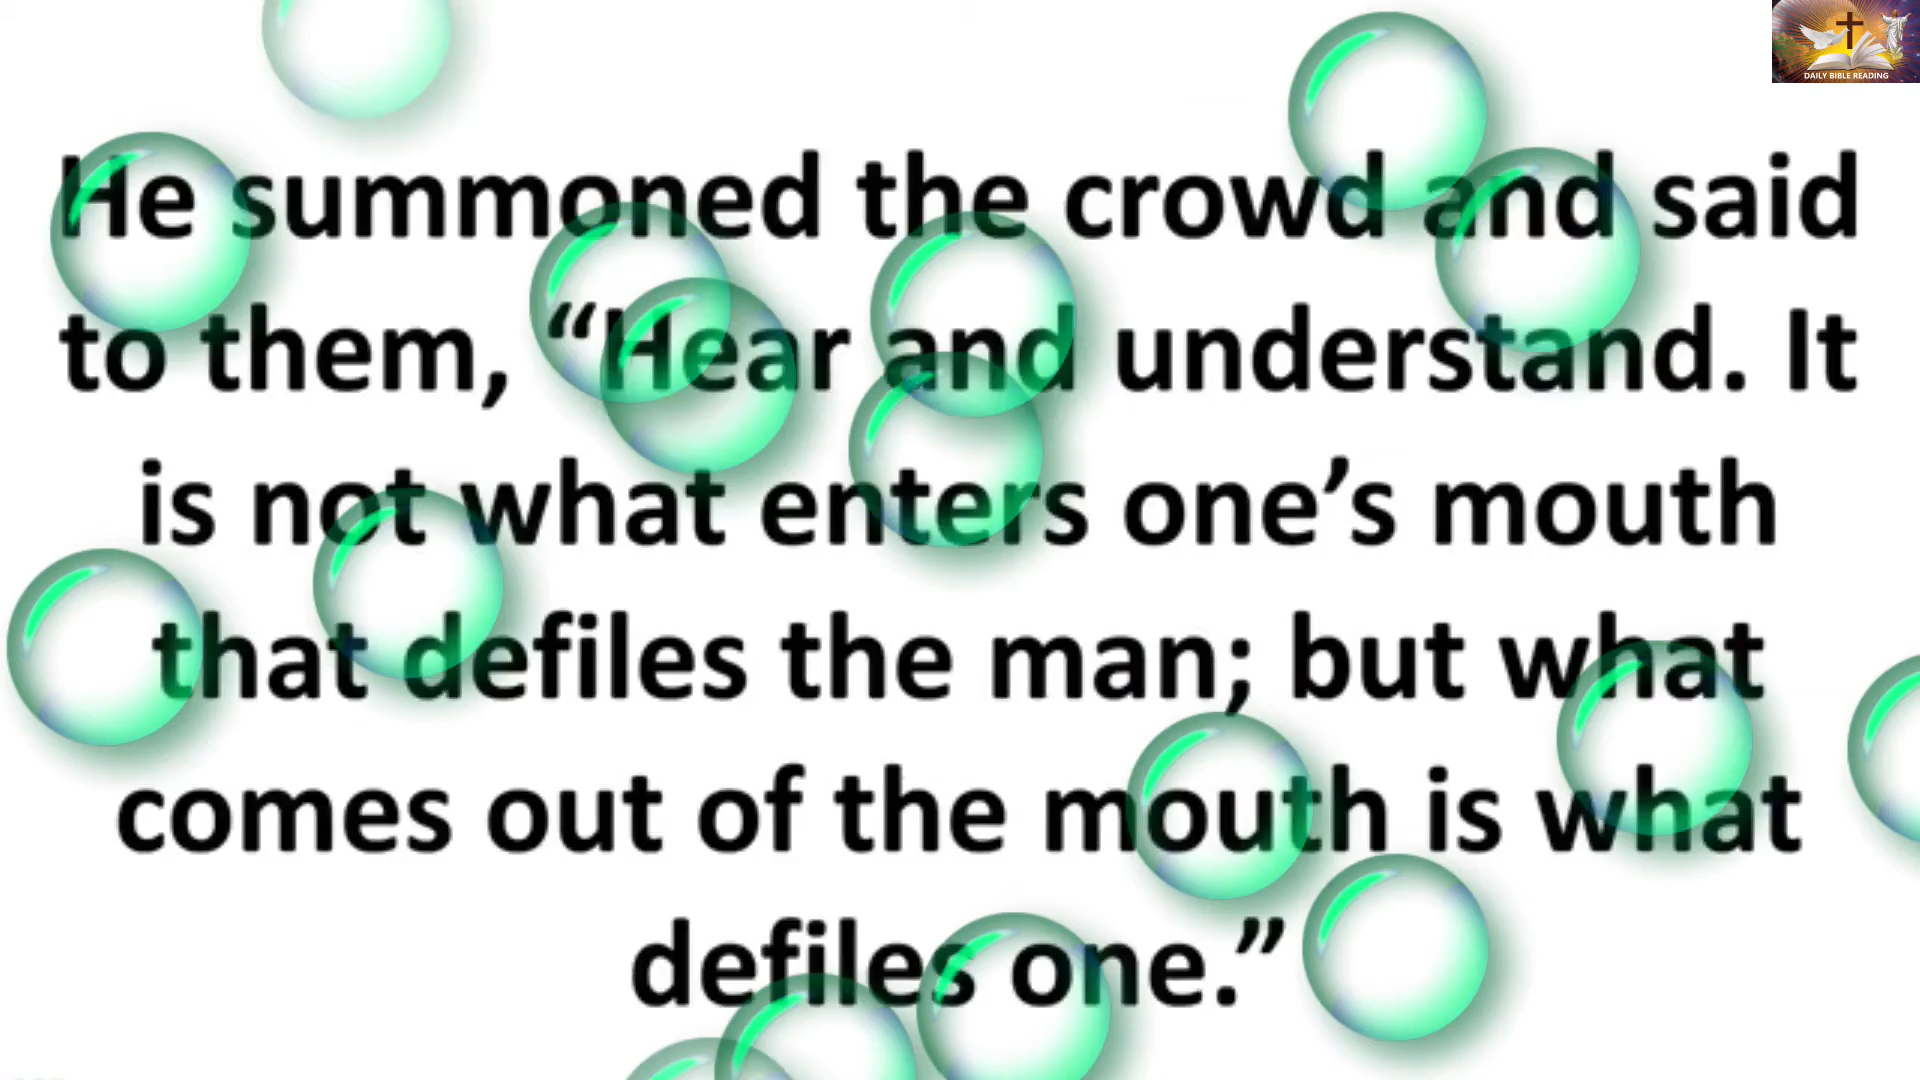 DAILY BIBLE READING
He summoned the crowd and said
to them, “Hear and understand. It
is not what enters one’s mouth
that defiles the man; but what
comes out of the mouth is what
defiles one.”